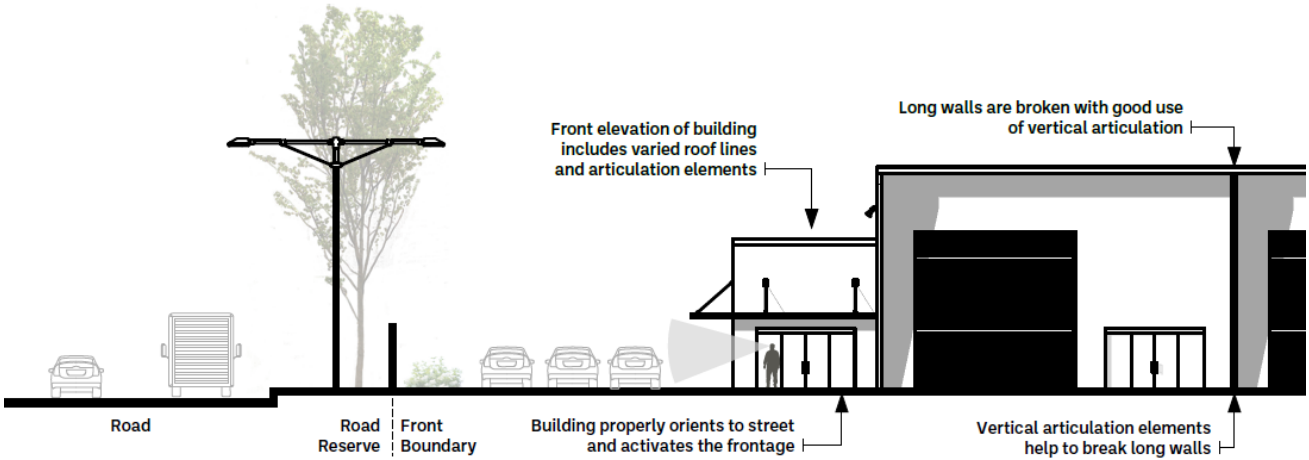 Long walls are broken with good use
of vertical articulation
Front elevation of building
includes varied roof lines
and articulation elements
Road
Road
Reserve
Front
Boundary
Building properly orients to street
and activates the frontage
Vertical articulation elements
help to break long walls